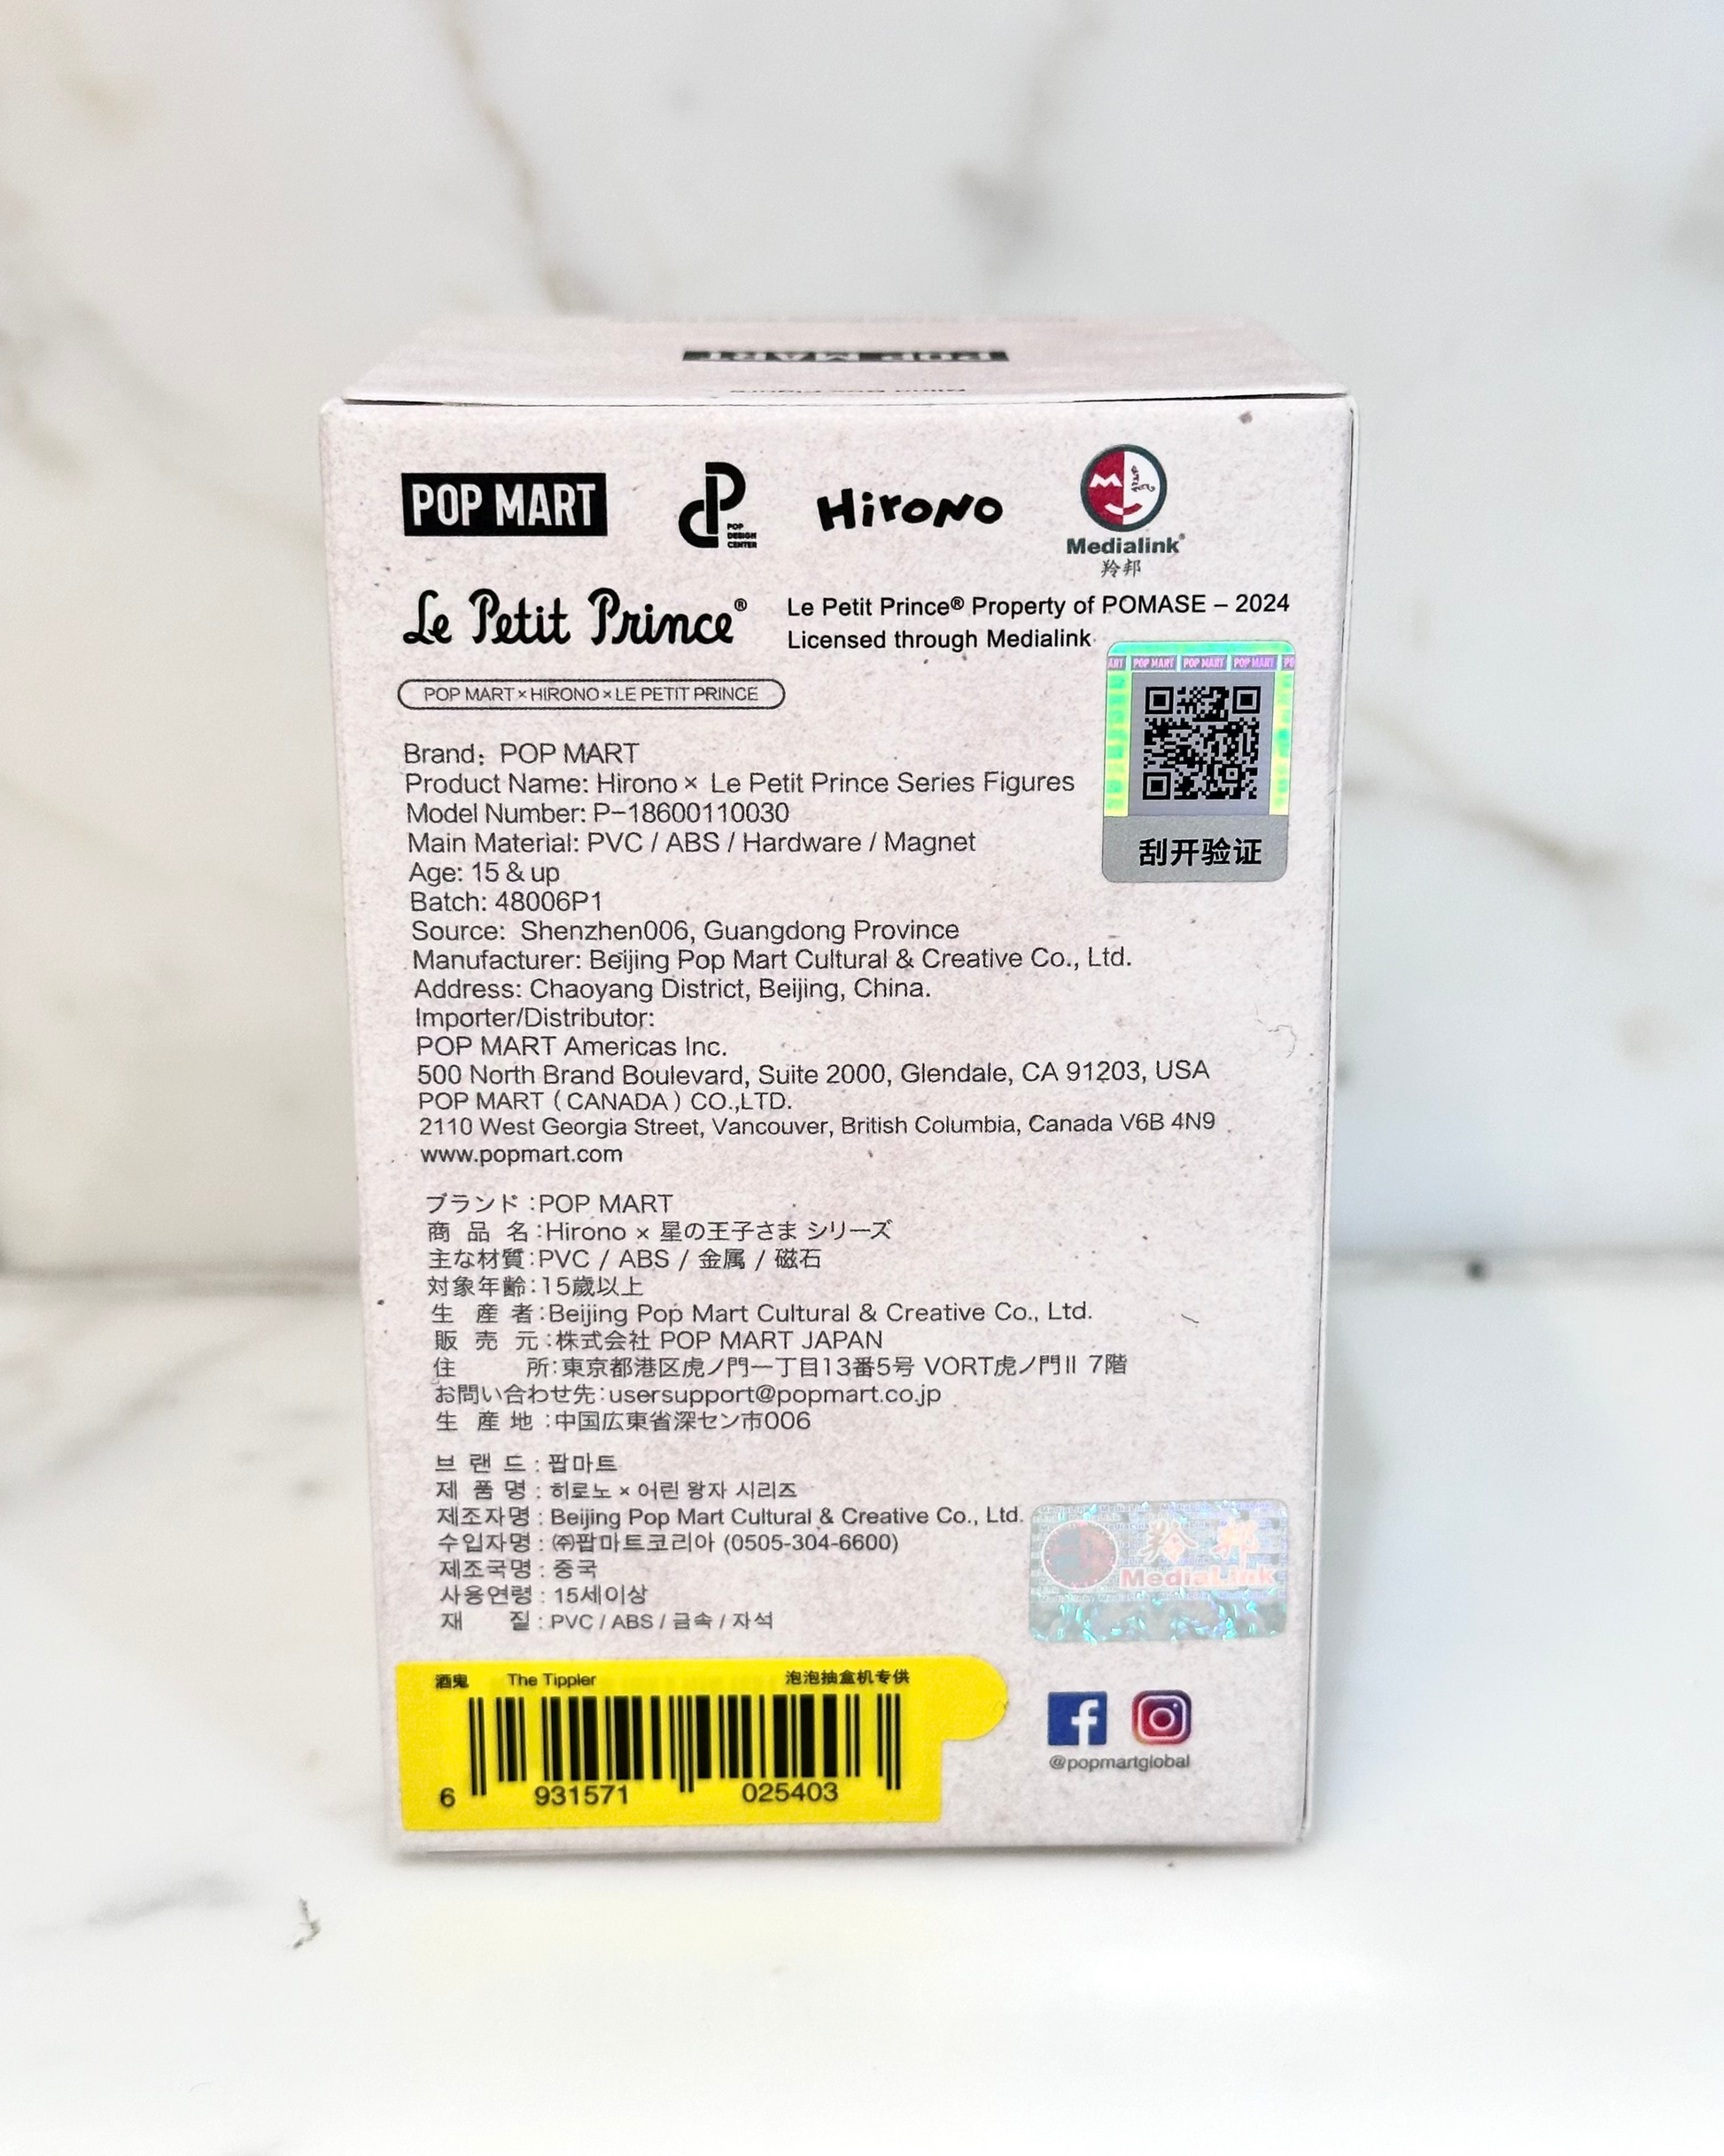 POP MART
POP MART
POP
DESIGN
CENTER
Hirono
Medialink®
羚邦
Le Petit Prince®
Le Petit Prince® Property of POMASE – 2024
Licensed through Medialink
POP MART×HIRONO×LE PETIT PRINCE
POP MART POP MART POP MART
刮开验证
Brand: POP MART
Product Name: Hirono× Le Petit Prince Series Figures
Model Number: P-18600110030
Main Material: PVC / ABS / Hardware / Magnet
Age: 15 & up
Batch: 48006P1
Source: Shenzhen006, Guangdong Province
Manufacturer: Beijing Pop Mart Cultural & Creative Co., Ltd.
Address: Chaoyang District, Beijing, China.
Importer/Distributor:
POP MART Americas Inc.
500 North Brand Boulevard, Suite 2000, Glendale, CA 91203, USA
POP MART (CANADA) CO.,LTD.
2110 West Georgia Street, Vancouver, British Columbia, Canada V6B 4N9
www.popmart.com
ブランド:POP MART
商品名:Hirono × 星の王子さま シリーズ
主な材質:PVC / ABS / 金属 / 磁石
対象年齢:15歳以上
生産者:Beijing Pop Mart Cultural & Creative Co., Ltd.
販売元:株式会社 POP MART JAPAN
住所:東京都港区虎ノ門一丁目13番5号 VORT虎ノ門II 7階
お問い合わせ先:usersupport@popmart.co.jp
生産地:中国広東省深セン市006
브랜드 : 팝마트
제품명 : 히로노 × 어린 왕자 시리즈
제조자명 : Beijing Pop Mart Cultural & Creative Co., Ltd.
수입자명 : ㈜팝마트코리아 (0505-304-6600)
제조국명 : 중국
사용연령 : 15세이상
재질 : PVC / ABS / 금속 / 자석
羚邦
MediaLink
酒鬼 The Tippler 泡泡抽盒机专供
6 931571 025403
@popmartglobal